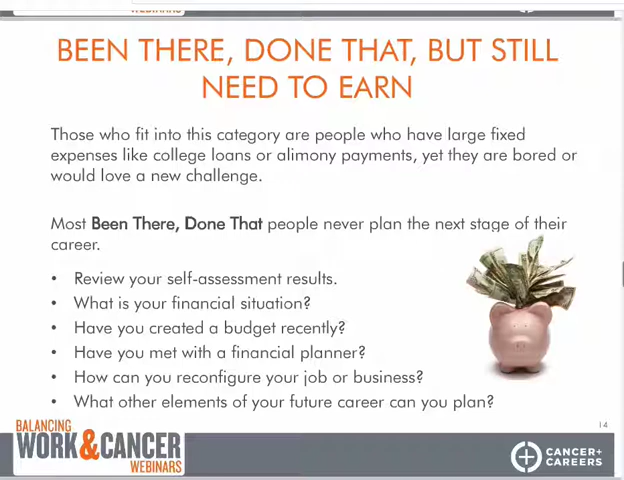 WEBINARS
BEEN THERE, DONE THAT, BUT STILL
NEED TO EARN
Those who fit into this category are people who have large fixed
expenses like college loans or alimony payments, yet they are bored or
would love a new challenge.
Most Been There, Done That people never plan the next stage of their
career.
• Review your self-assessment results.
• What is your financial situation?
• Have you created a budget recently?
• Have you met with a financial planner?
• How can you reconfigure your job or business?
• What other elements of your future career can you plan?
14
BALANCING
WORK & CANCER
WEBINARS
CANCER+
CAREERS